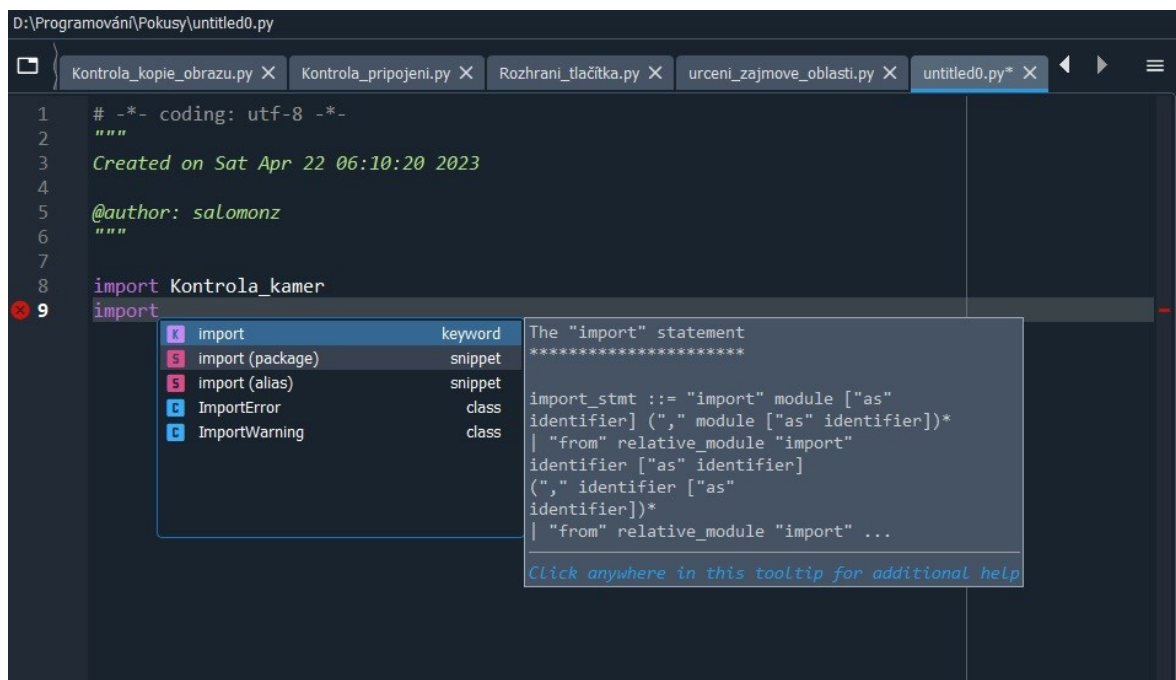 D:\Programování\Pokusy\untitled0.py
Kontrola_kopie_obrazu.py Kontrola_pripojeni.py Rozhrani_tlačítka.py urceni_zajmove_oblasti.py untitled0.py*
1 # -*- coding: utf-8 -*-
2 """
3 Created on Sat Apr 22 06:10:20 2023
4
5 @author: salomonz
6 """
7
8 import Kontrola_kamer
9 import
K import keyword
S import (package) snippet
S import (alias) snippet
C ImportError class
C ImportWarning class
The "import" statement
**********************
import_stmt ::= "import" module ["as"
identifier] ("," module ["as" identifier])*
| "from" relative_module "import"
identifier ["as" identifier]
("," identifier ["as"
identifier])*
| "from" relative_module "import" ...
Click anywhere in this tooltip for additional help